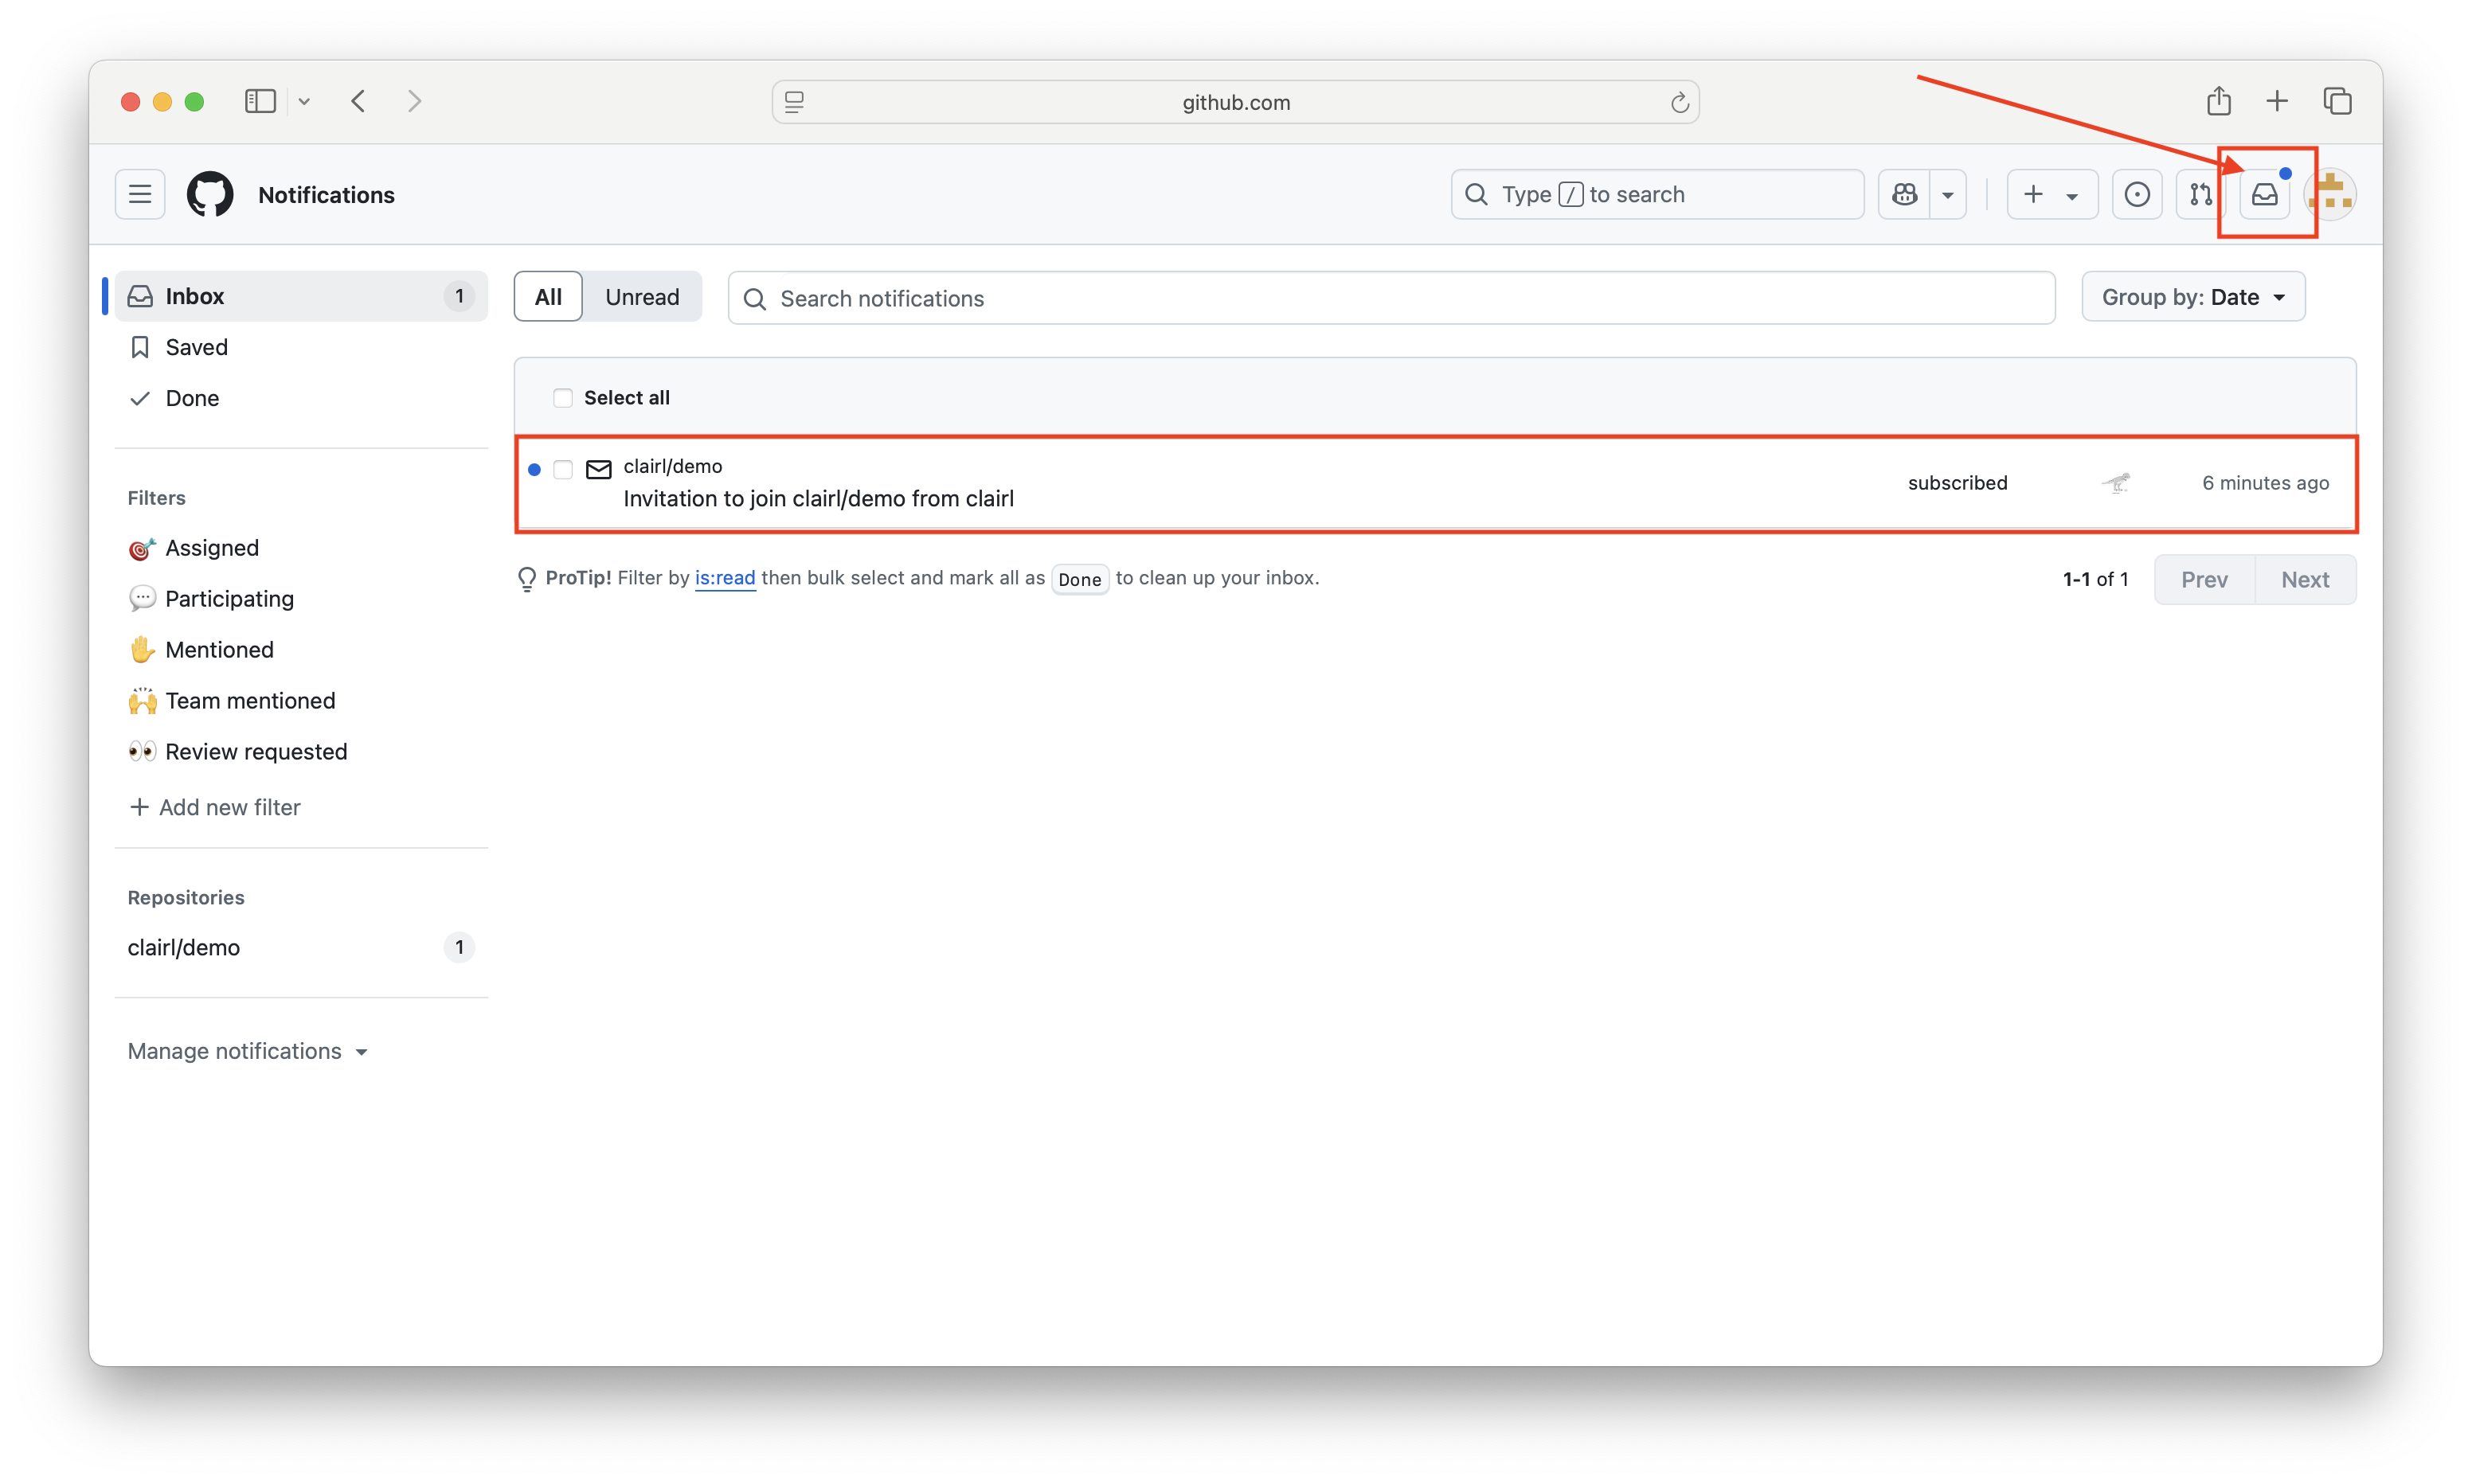 github.com
Notifications
Type / to search
Inbox 1
Saved
Done
Filters
Assigned
Participating
Mentioned
Team mentioned
Review requested
Add new filter
Repositories
clairl/demo 1
Manage notifications
All Unread
Search notifications
Group by: Date
Select all
clairl/demo
Invitation to join clairl/demo from clairl
subscribed
6 minutes ago
ProTip! Filter by is:read then bulk select and mark all as Done to clean up your inbox.
1-1 of 1
Prev Next